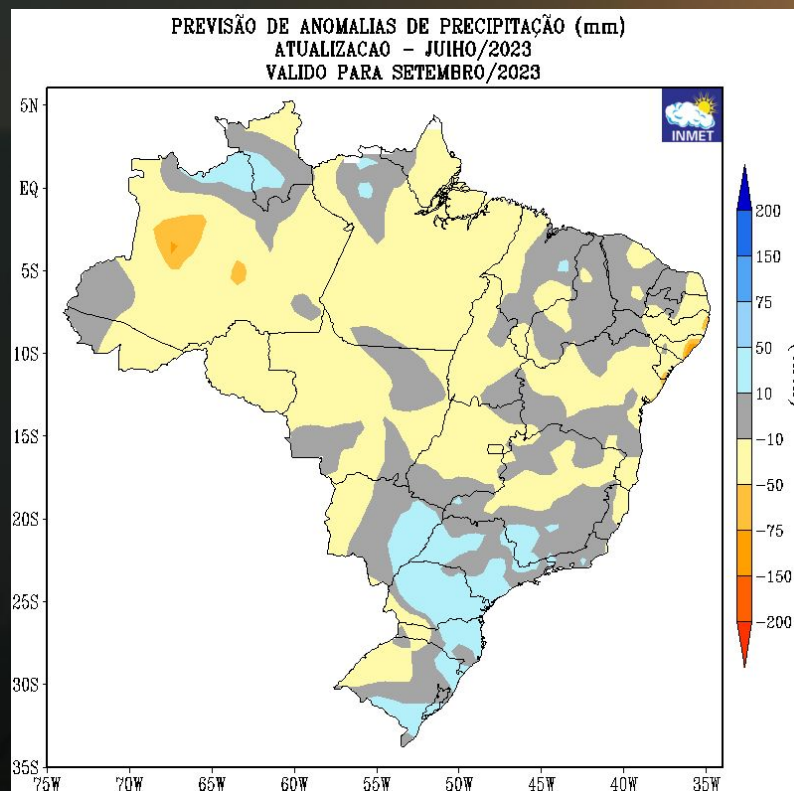 PREVISÃO DE ANOMALIAS DE PRECIPITAÇÃO (mm)
ATUALIZACAO - JUlHO/2023
VALIDO PARA SETEMBRO/2023
INMET
5N
EQ
5S
10S
15S
20S
25S
30S
35S
75W 70W 65W 60W 55W 50W 45W 40W 35W
200
150
75
50
10
-10
-50
-75
-150
-200